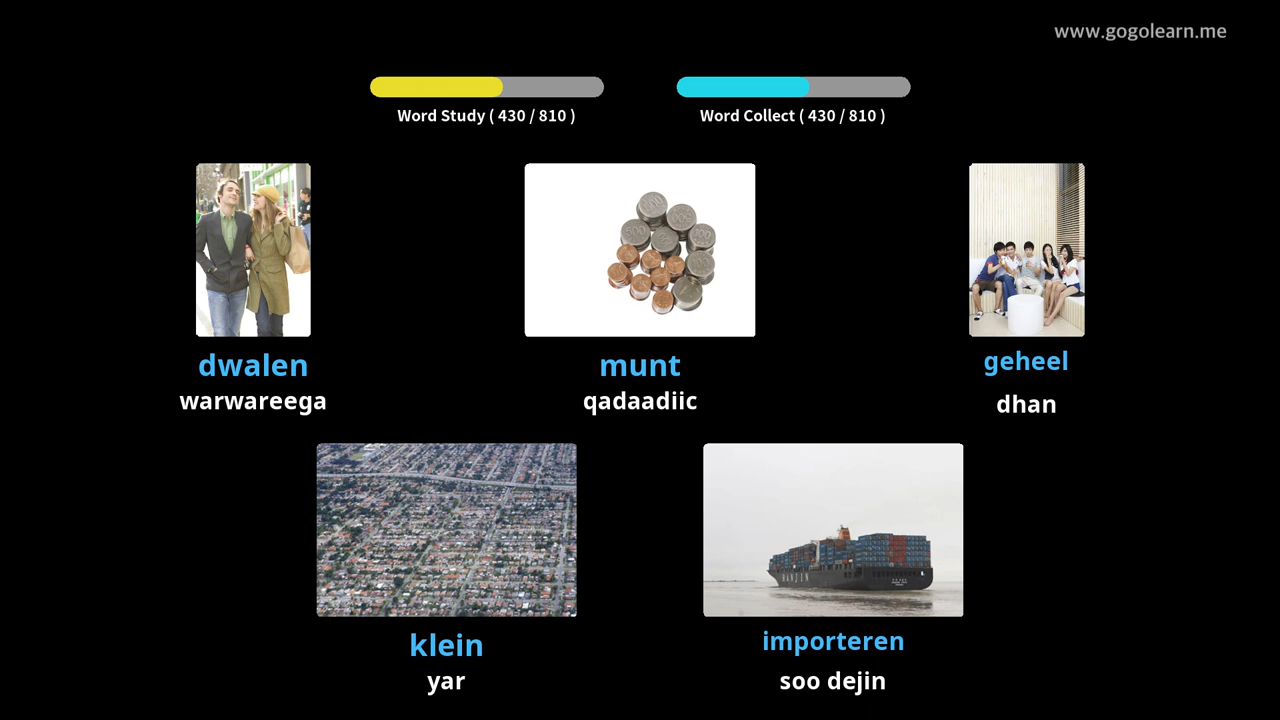 www.gogolearn.me
Word Study ( 430 / 810 )
Word Collect ( 430 / 810 )
dwalen
warwareega
munt
qadaadiic
geheel
dhan
klein
yar
HANJIN
importeren
soo dejin